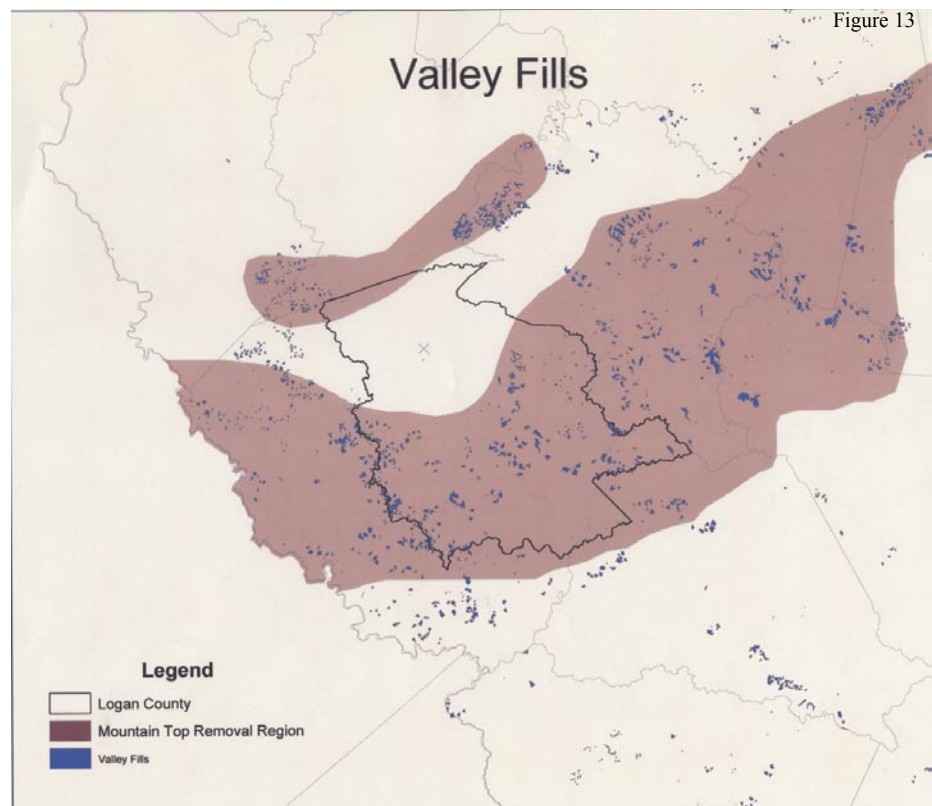 Figure 13
Valley Fills
Legend
Logan County
Mountain Top Removal Region
Valley Fills